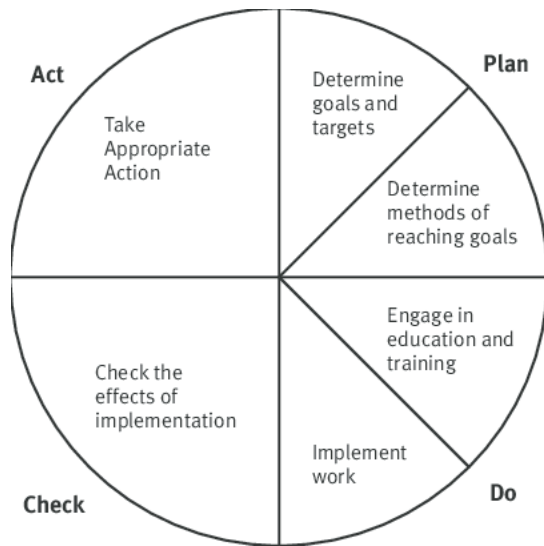 Act
Plan
Determine
goals and
targets
Take
Appropriate
Action
Determine
methods of
reaching goals
Engage in
education and
training
Check the
effects of
implementation
Implement
work
Check
Do